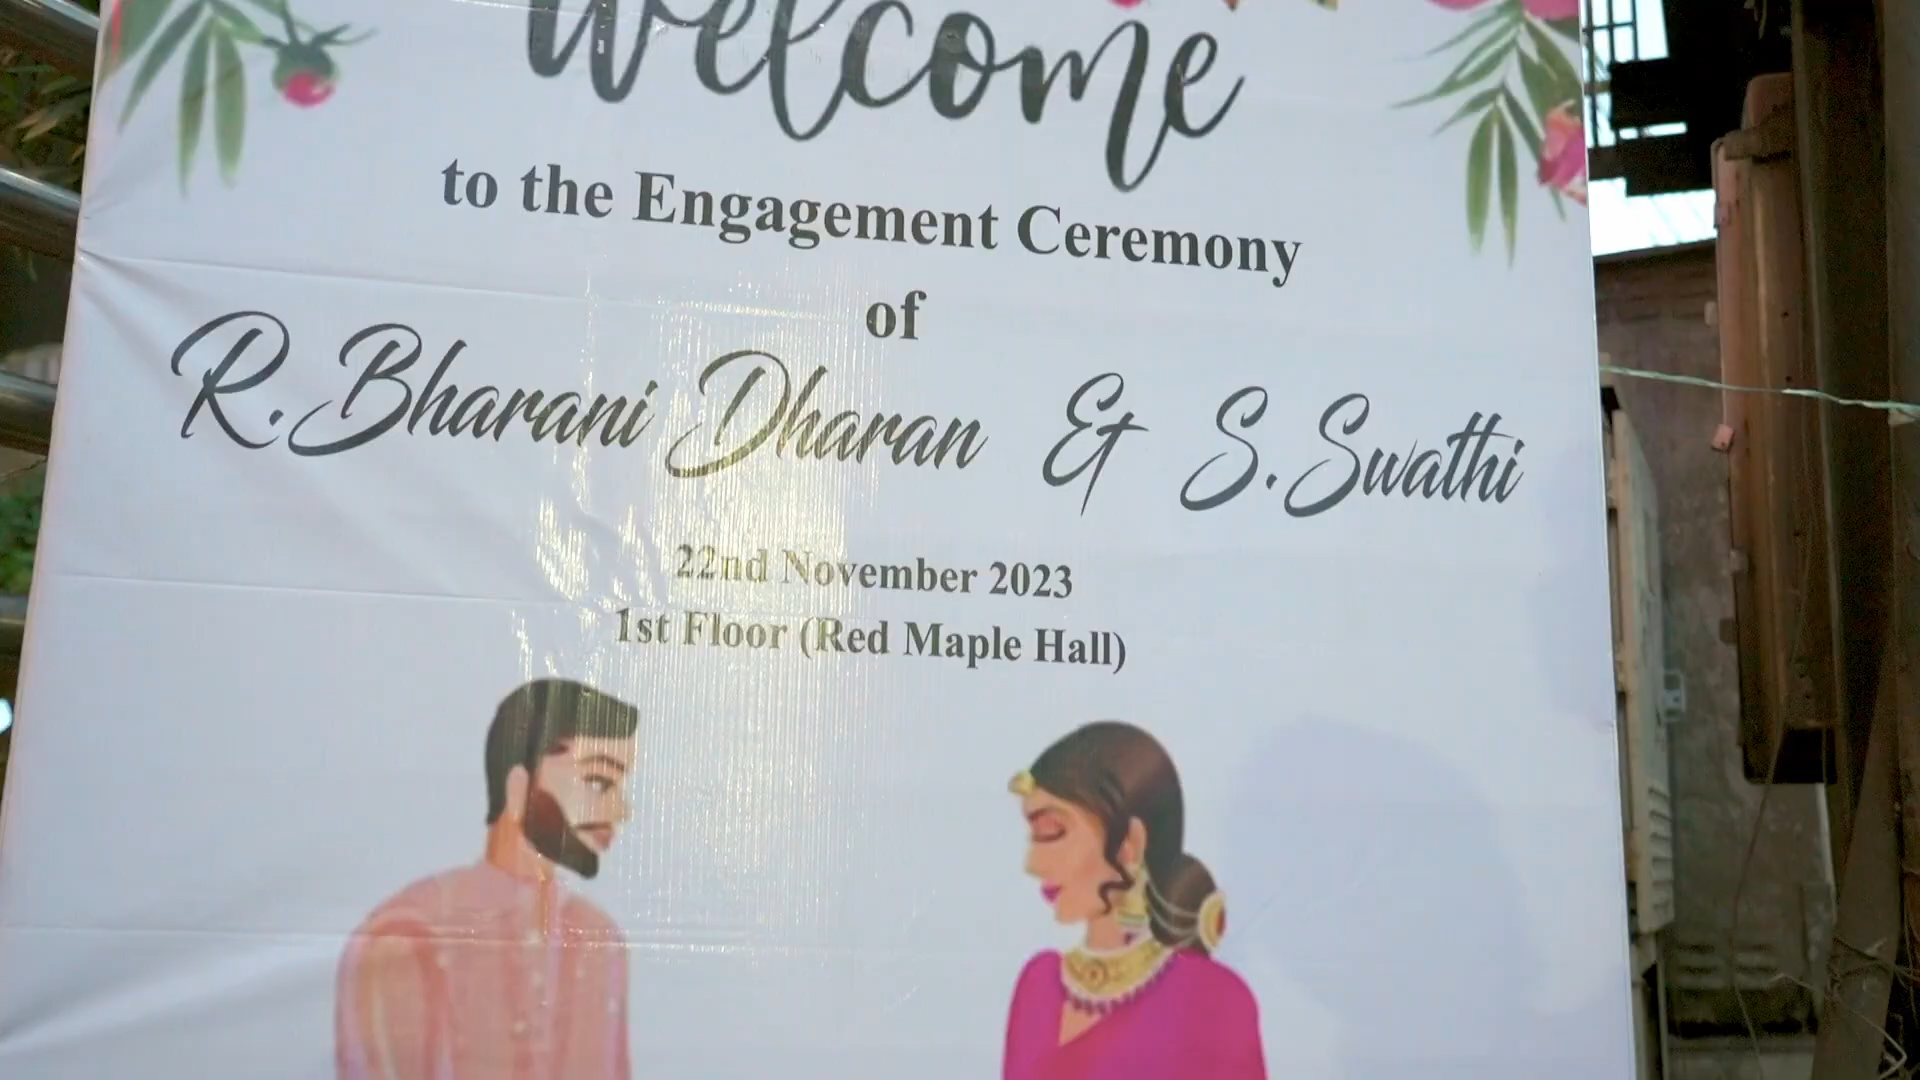 Welcome
to the Engagement Ceremony
of
R. Bharani Dharan & S. Swathi
22nd November 2023
1st Floor (Red Maple Hall)